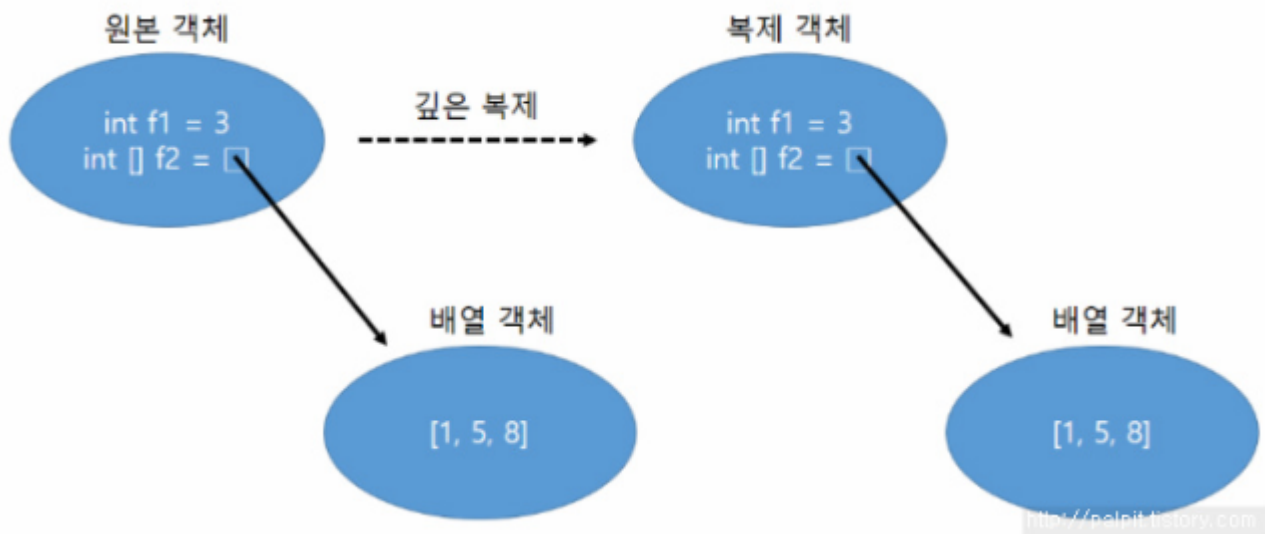 원본 객체
복제 객체
int f1 = 3
int [] f2 =
깊은 복제
int f1 = 3
int [] f2 =
배열 객체
배열 객체
[1, 5, 8]
[1, 5, 8]
http://palpit.tistory.com